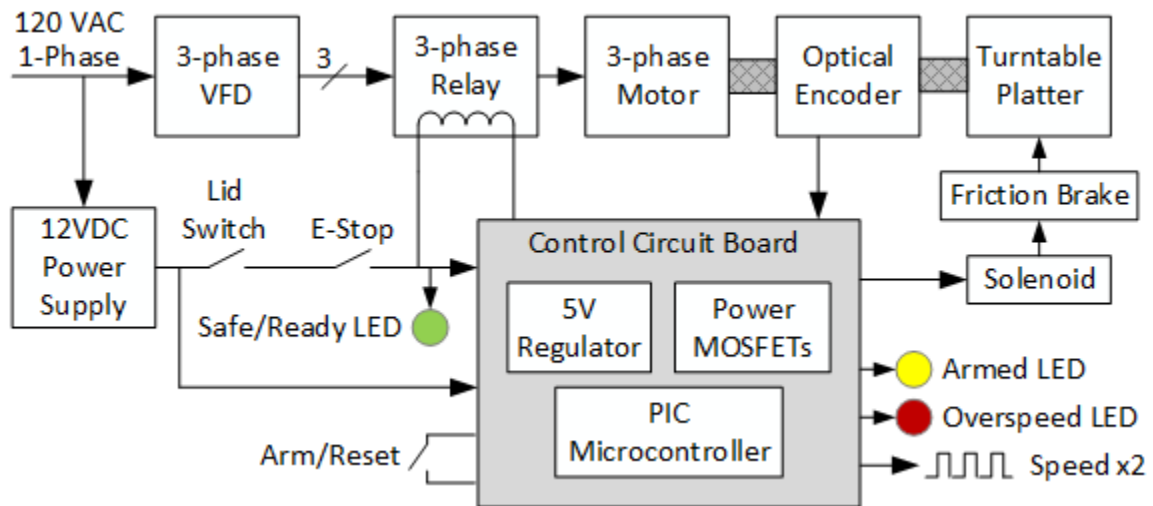 120 VAC
1-Phase
3-phase
VFD
3
3-phase
Relay
3-phase
Motor
Optical
Encoder
Turntable
Platter
Lid
Switch
E-Stop
12VDC
Power
Supply
Safe/Ready LED
Control Circuit Board
5V
Regulator
Power
MOSFETs
PIC
Microcontroller
Friction Brake
Solenoid
Armed LED
Overspeed LED
Speed x2
Arm/Reset